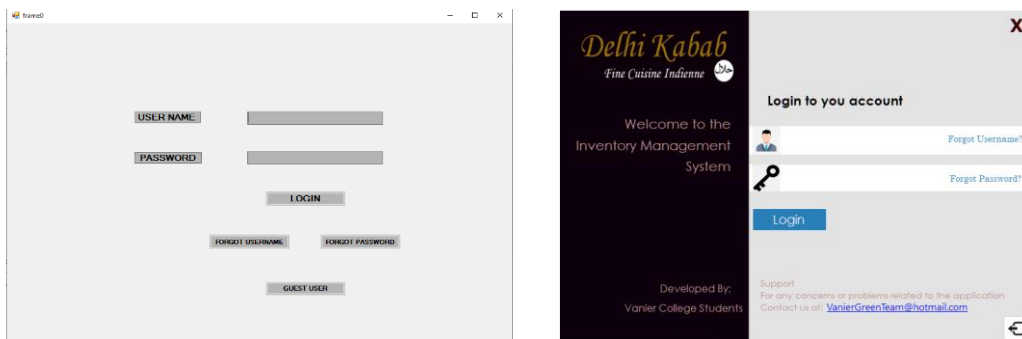 frame0
USER NAME
PASSWORD
LOGIN
FORGOT USERNAME FORGOT PASSWORD
GUEST USER
Delhi Kabab
Fine Cuisine Indienne حلال
Welcome to the
Inventory Management
System
Developed By:
Vanier College Students
X
Login to you account
Forgot Username?
Forgot Password?
Login
Support
For any concerns or problems related to the application
Contact us at: VanierGreenTeam@hotmail.com